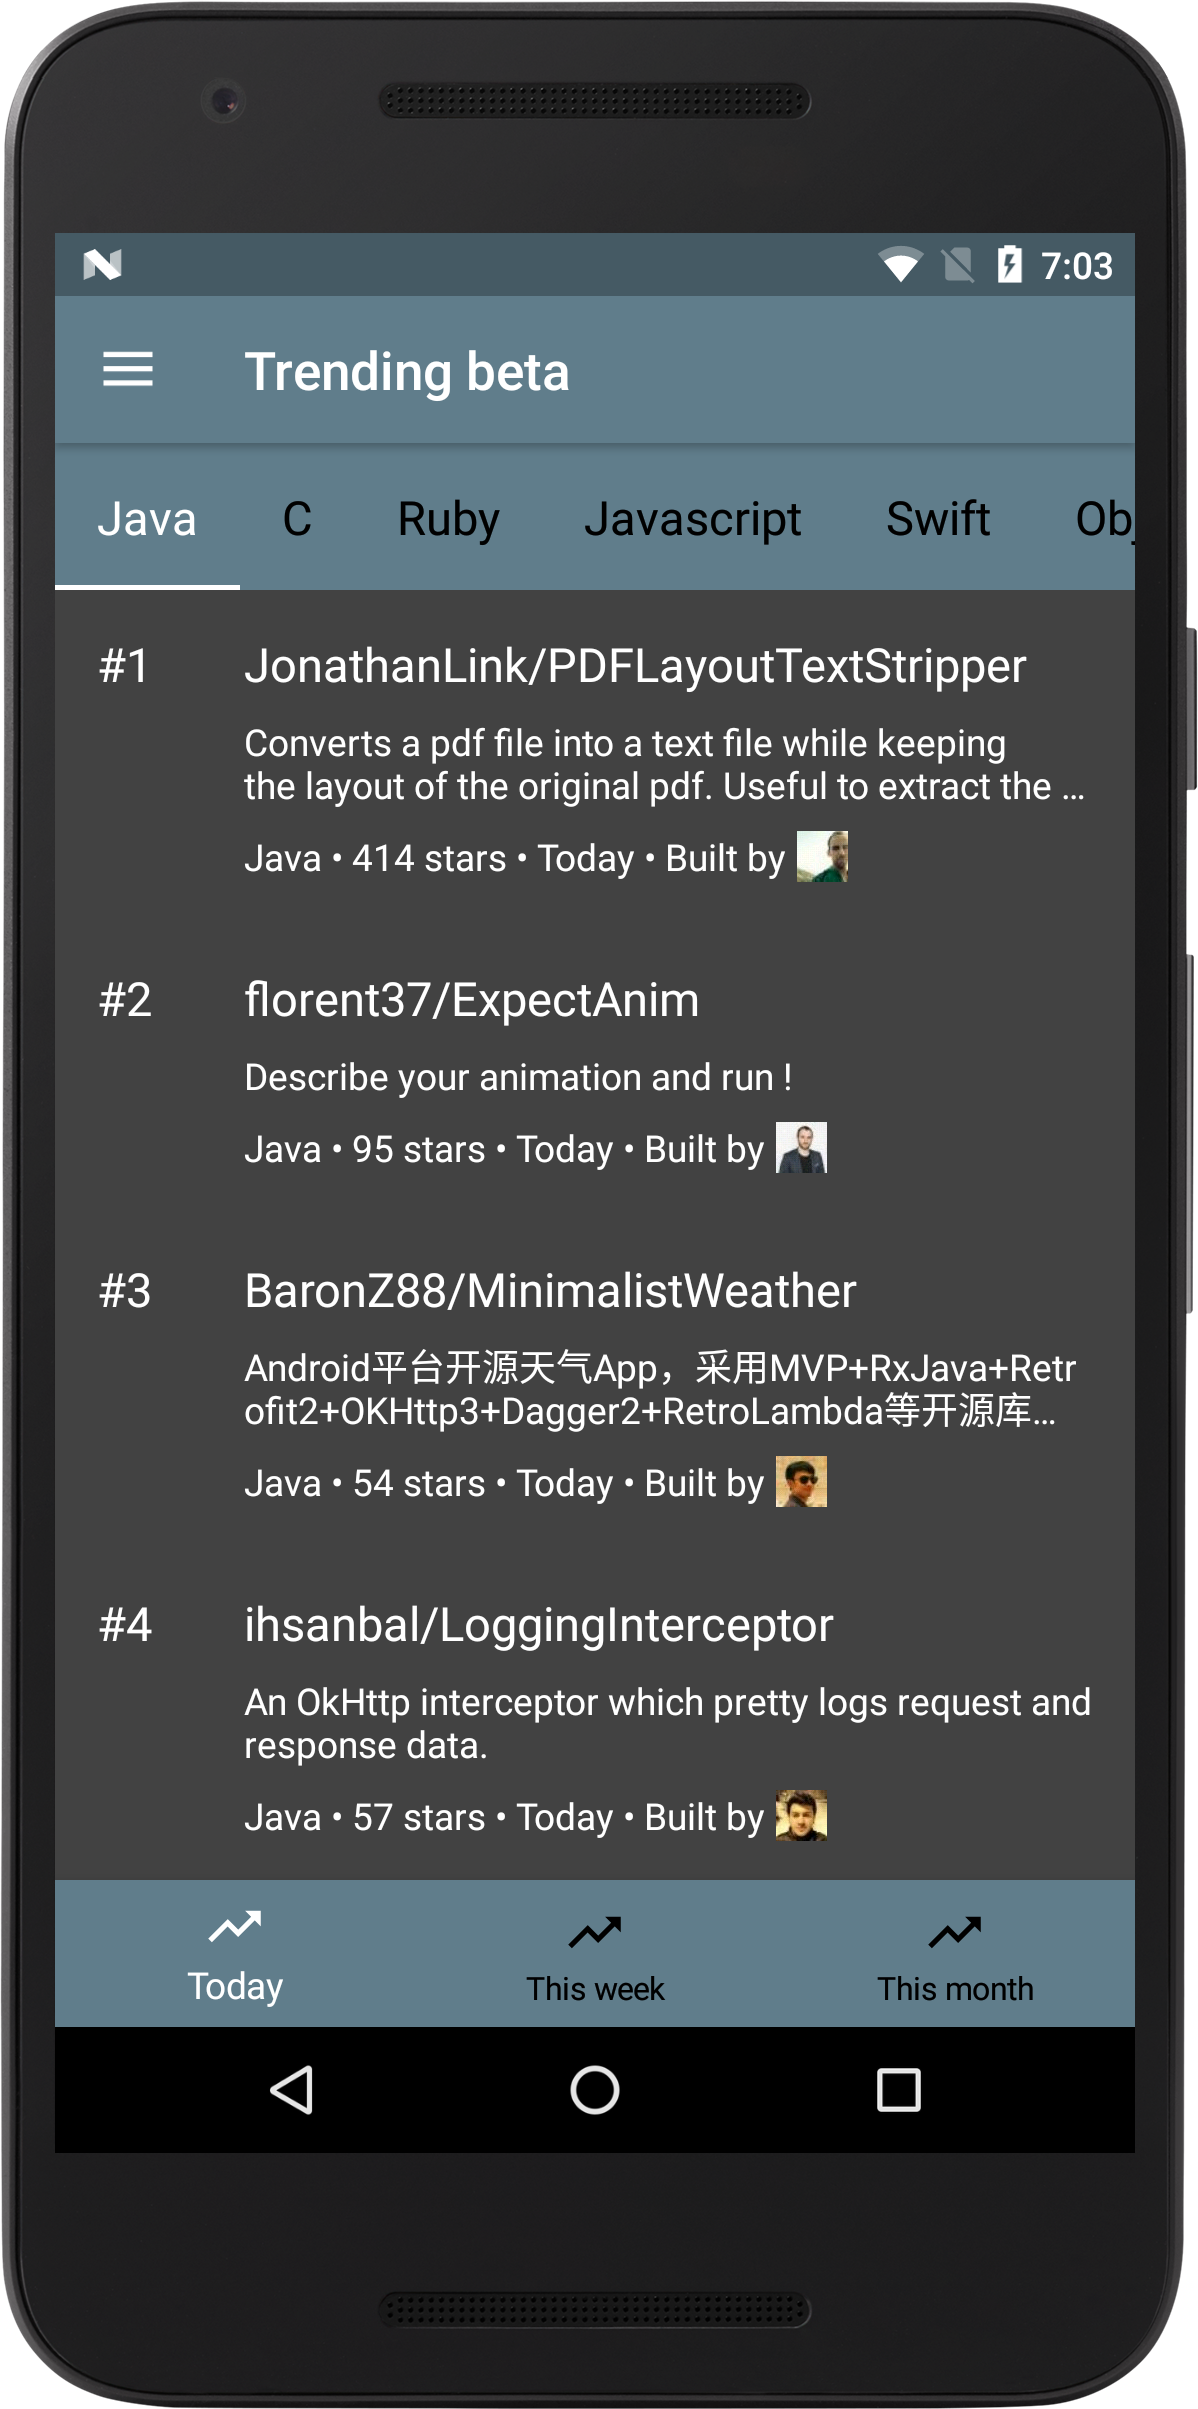 7:03
Trending beta
Java C Ruby Javascript Swift Obj
#1 JonathanLink/PDFLayoutTextStripper
Converts a pdf file into a text file while keeping
the layout of the original pdf. Useful to extract the ...
Java • 414 stars • Today • Built by
#2 florent37/ExpectAnim
Describe your animation and run !
Java • 95 stars • Today • Built by
#3 BaronZ88/MinimalistWeather
Android平台开源天气App，采用MVP+RxJava+Retr
ofit2+OKHttp3+Dagger2+RetroLambda等开源库...
Java • 54 stars • Today • Built by
#4 ihsanbal/LoggingInterceptor
An OkHttp interceptor which pretty logs request and
response data.
Java • 57 stars • Today • Built by
Today This week This month